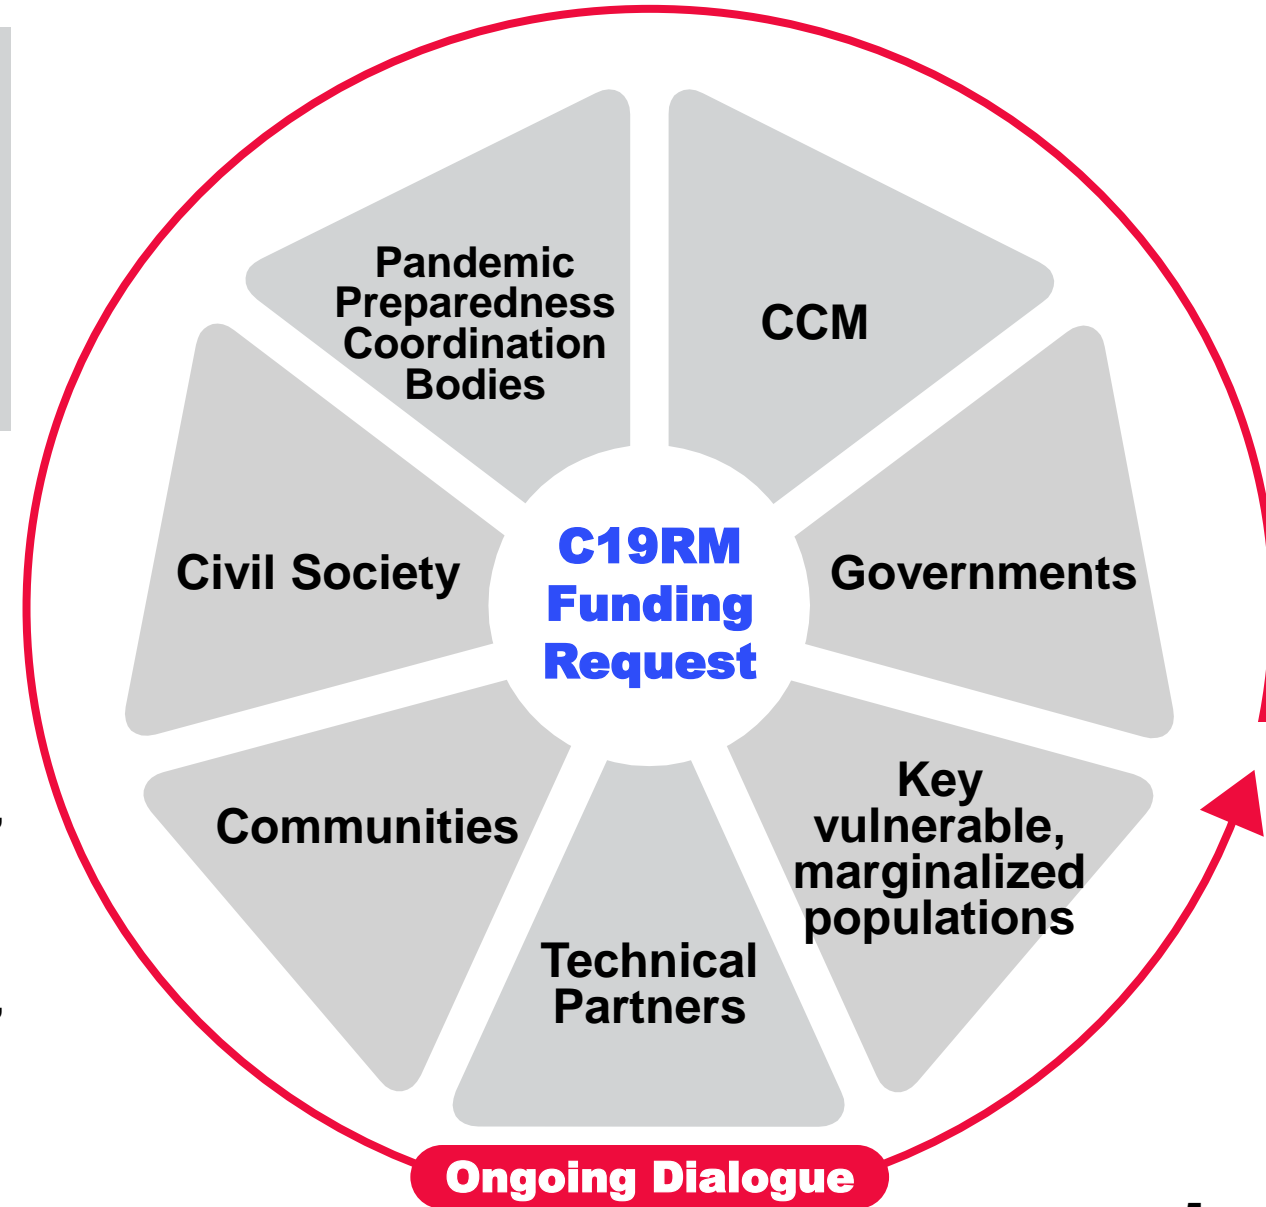 Pandemic
Preparedness
Coordination
Bodies
CCM
Civil Society
C19RM
Funding
Request
Governments
Communities
Key
vulnerable,
marginalized
populations
Technical
Partners
Ongoing Dialogue